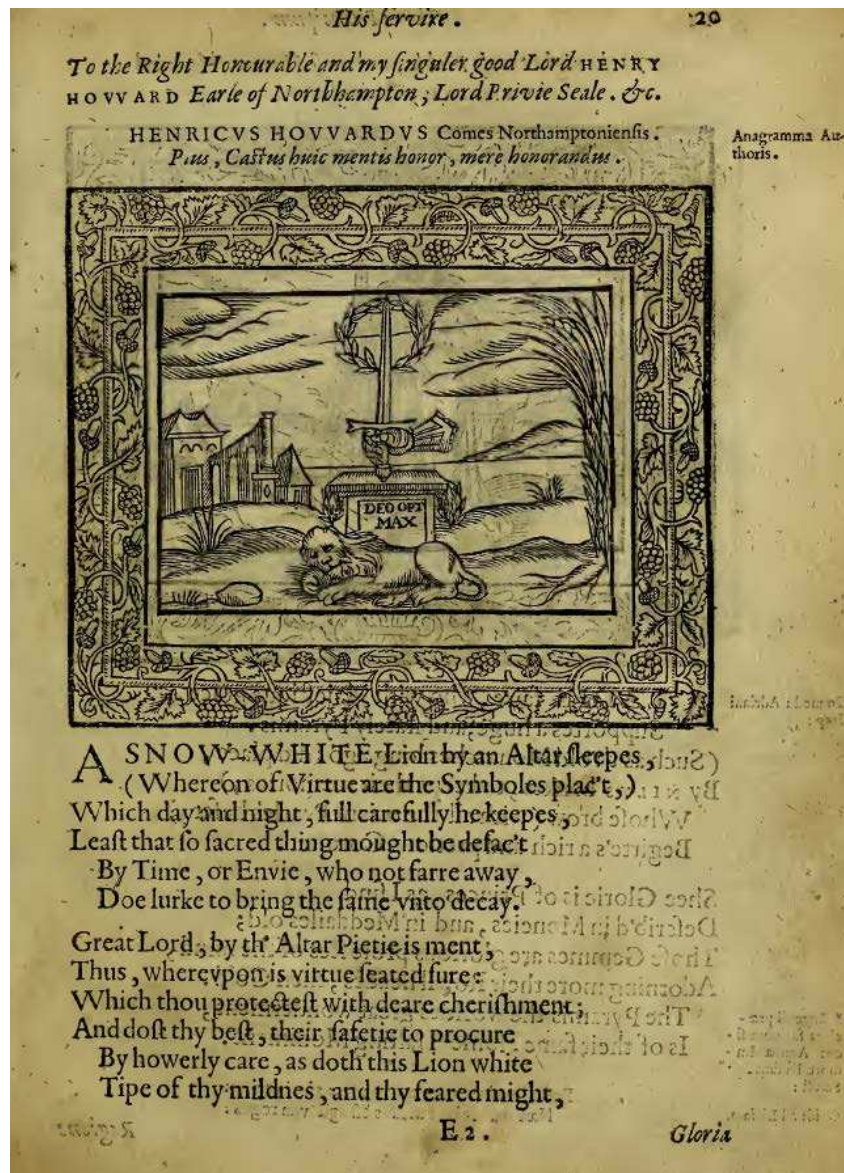 His ſervire. 20
To the Right Honourable and my ſinguler good Lord HENRY
HOVVARD Earle of Northhampton, Lord Privie Seale. &c.
HENRICVS HOVVARDVS Comes Northamptonienſis.
Pius, Caſtus huic mentis honor, merè honorandus.
Anagramma Au-
thoris.
DEO OPT
MAX
A SNOW-WHITE Lion by an Altar ſleepes,
(Whereon of Virtue are the Symboles plac't,)
Which day and night, full carefully he keepes,
Leaſt that ſo ſacred thing mought be defac't
By Time, or Envie, who not farre away,
Doe lurke to bring the ſame vnto decay.
Great Lord, by th' Altar Pietie is ment;
Thus, wherevpon is virtue ſeated ſure:
Which thou protecteſt with deare cheriſhment;
And doſt thy beſt, their ſafetie to procure
By howerly care, as doth this Lion white
Tipe of thy mildnes, and thy feared might,
E2. Gloria